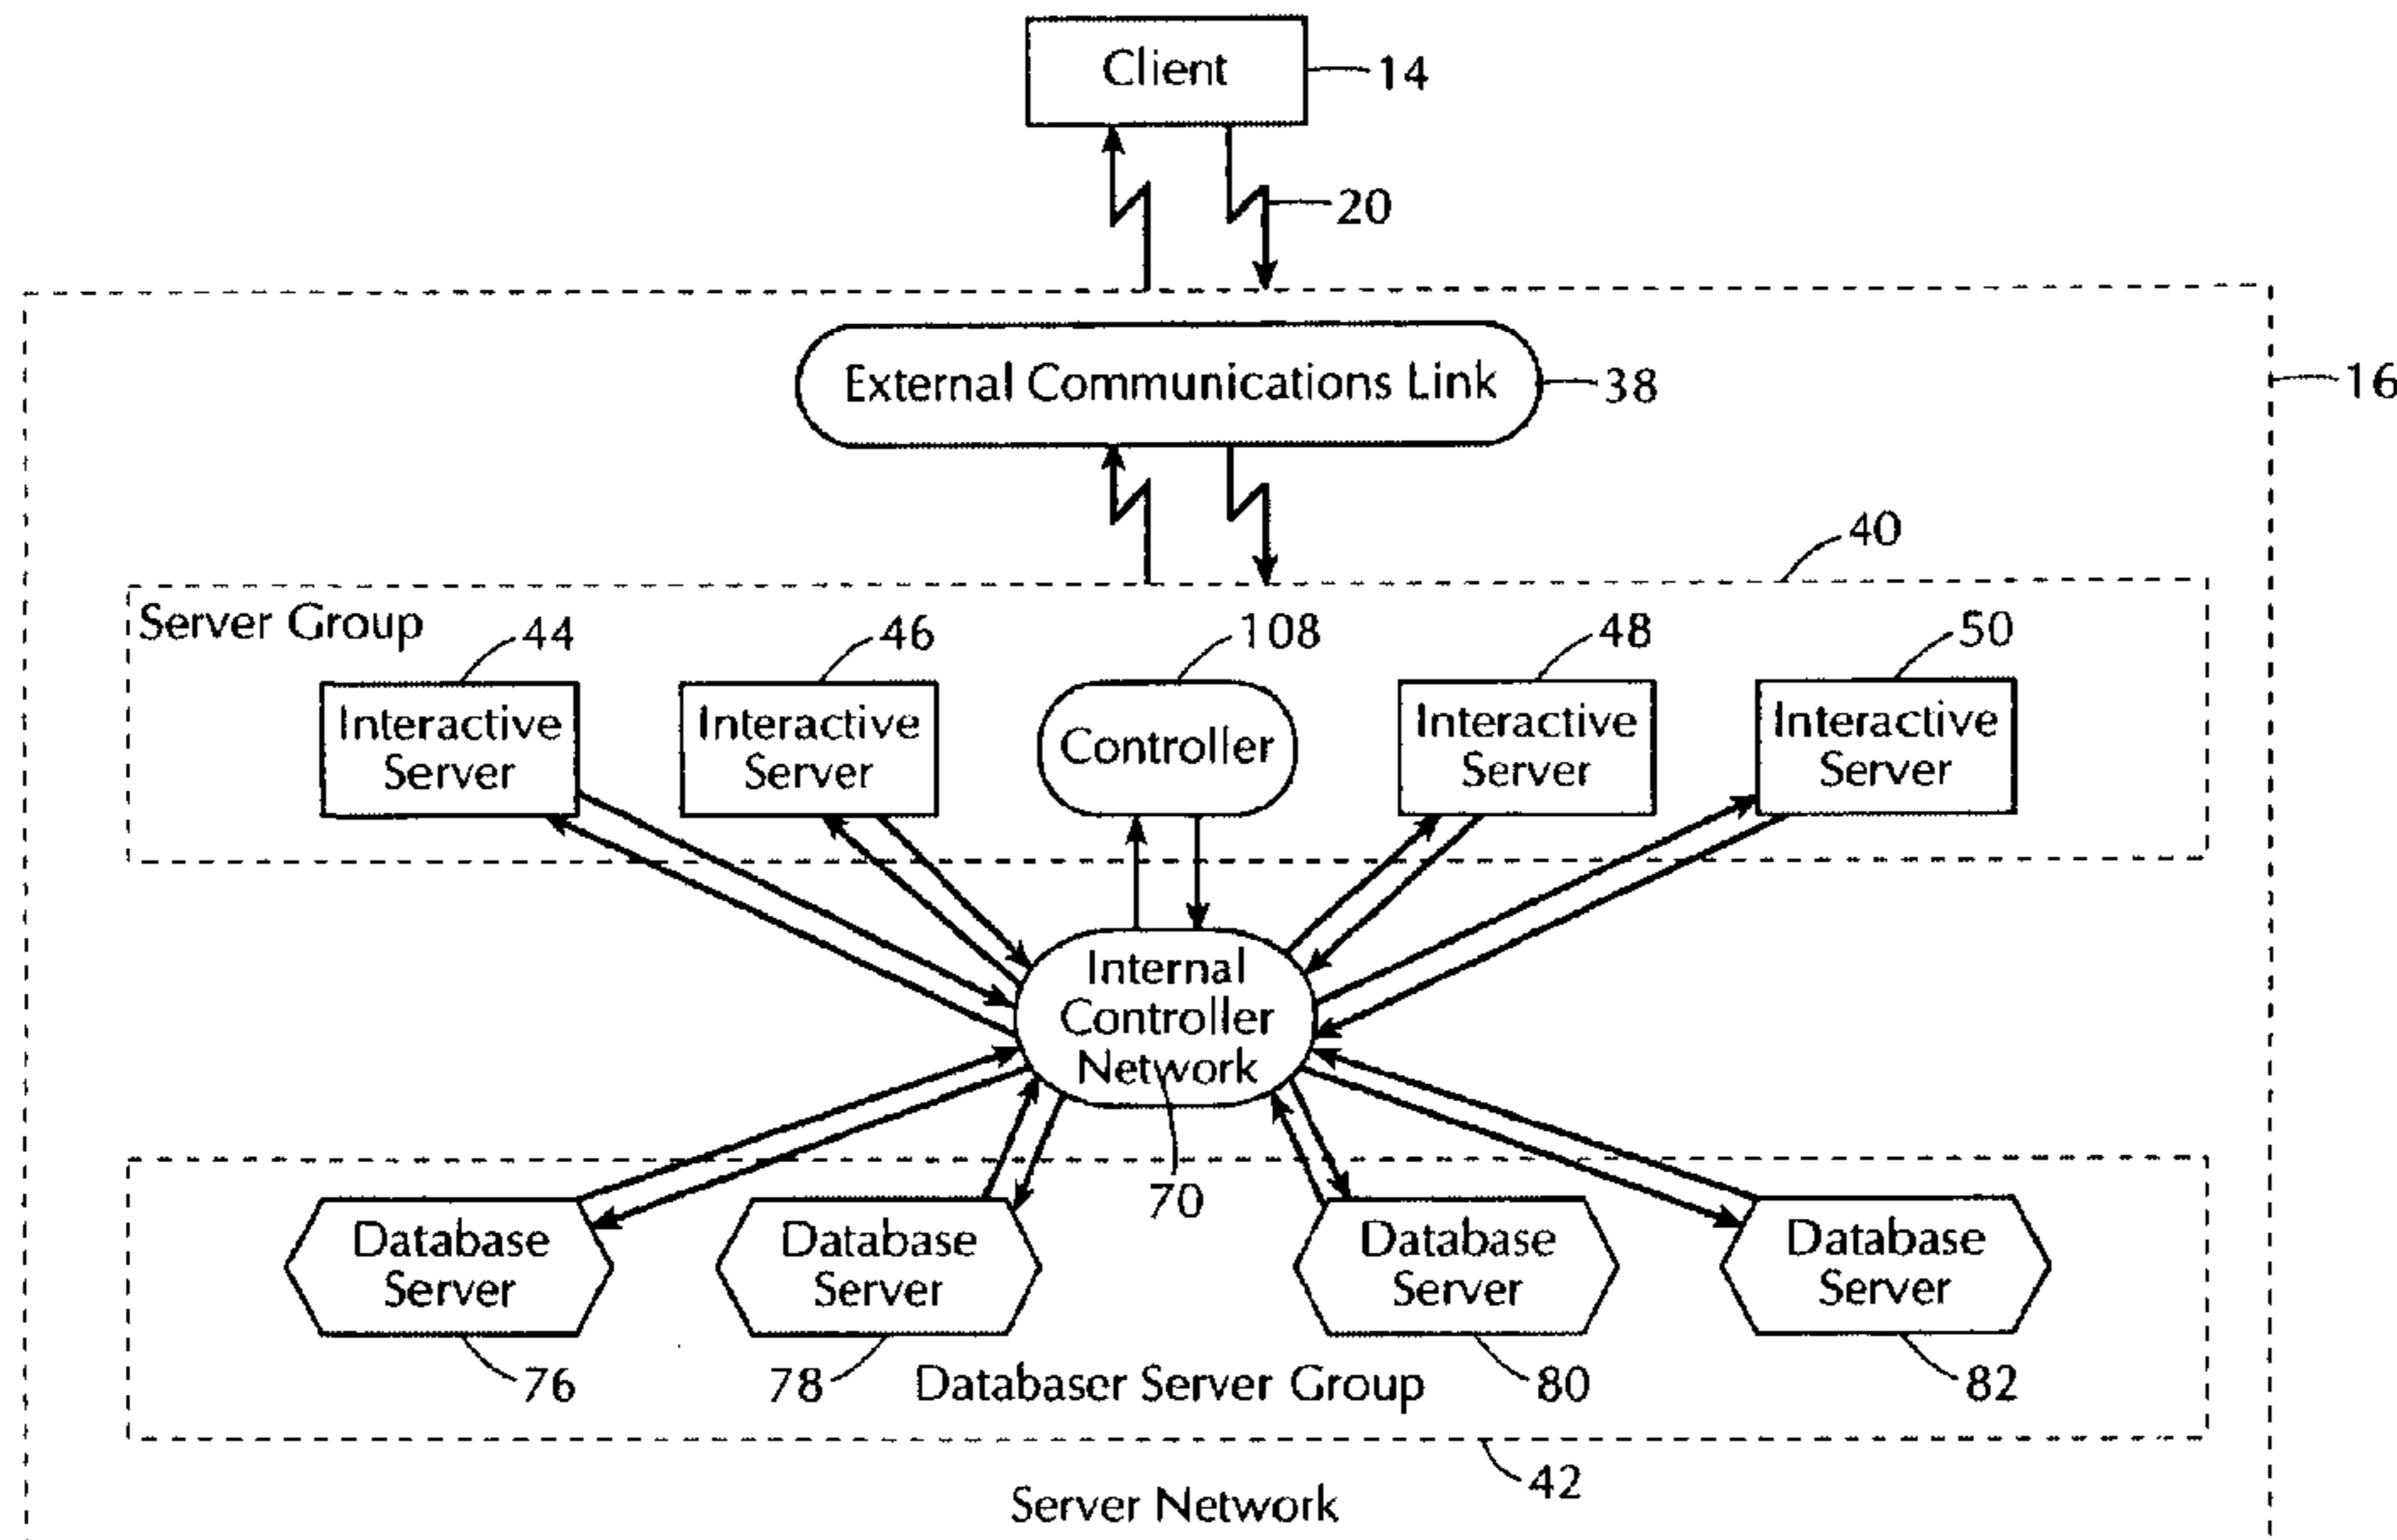 Client
14
20
External Communications Link
38
16
40
Server Group
44
46
108
48
50
Interactive
Server
Interactive
Server
Controller
Interactive
Server
Interactive
Server
Internal
Controller
Network
70
Database
Server
Database
Server
Database
Server
Database
Server
76
78
Databaser Server Group
80
82
42
Server Network